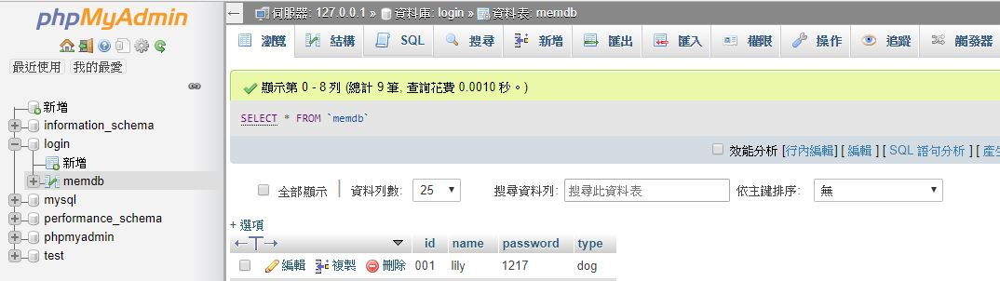 phpMyAdmin
最近使用 我的最愛
新增
information_schema
login
新增
memdb
mysql
performance_schema
phpmyadmin
test
伺服器: 127.0.0.1 » 資料庫: login » 資料表: memdb
瀏覽 結構 SQL 搜尋 新增 匯出 匯入 權限 操作 追蹤 觸發器
顯示第 0 - 8 列 (總計 9 筆, 查詢花費 0.0010 秒。)
SELECT * FROM `memdb`
效能分析 [行內編輯] [ 編輯 ] [ SQL 語句分析 ] [ 產生
全部顯示 | 資料列數: 25 搜尋資料列: 搜尋此資料表 依主鍵排序: 無
+ 選項
←T→ id name password type
編輯 複製 刪除 001 lily 1217 dog